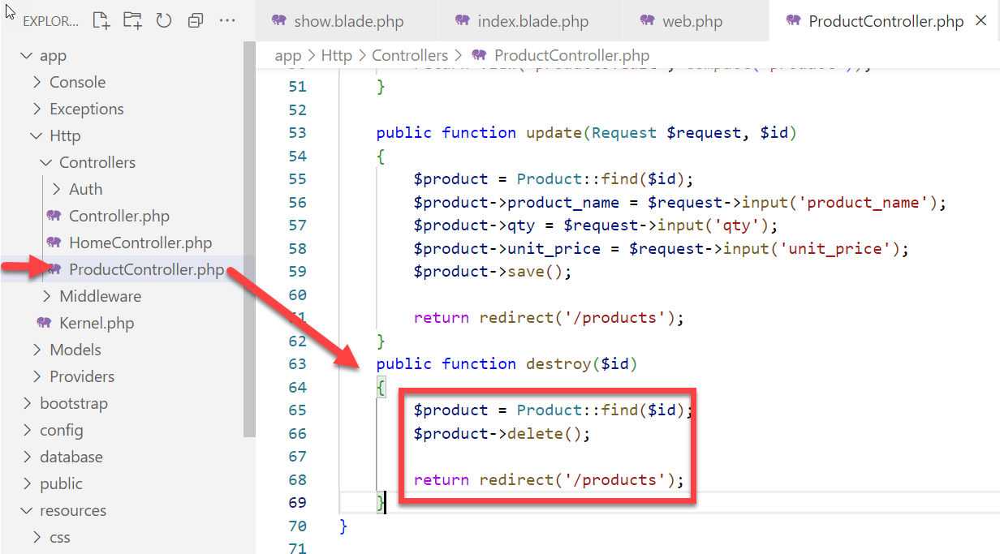 EXPLOR...
app
Console
Exceptions
Http
Controllers
Auth
Controller.php
HomeController.php
ProductController.php
Middleware
Kernel.php
Models
Providers
bootstrap
config
database
public
resources
css
show.blade.php index.blade.php web.php ProductController.php
app > Http > Controllers > ProductController.php
51 }
52
53 public function update(Request $request, $id)
54 {
55 $product = Product::find($id);
56 $product->product_name = $request->input('product_name');
57 $product->qty = $request->input('qty');
58 $product->unit_price = $request->input('unit_price');
59 $product->save();
60
61 return redirect('/products');
62 }
63 public function destroy($id)
64 {
65 $product = Product::find($id);
66 $product->delete();
67
68 return redirect('/products');
69 }
70 }
71